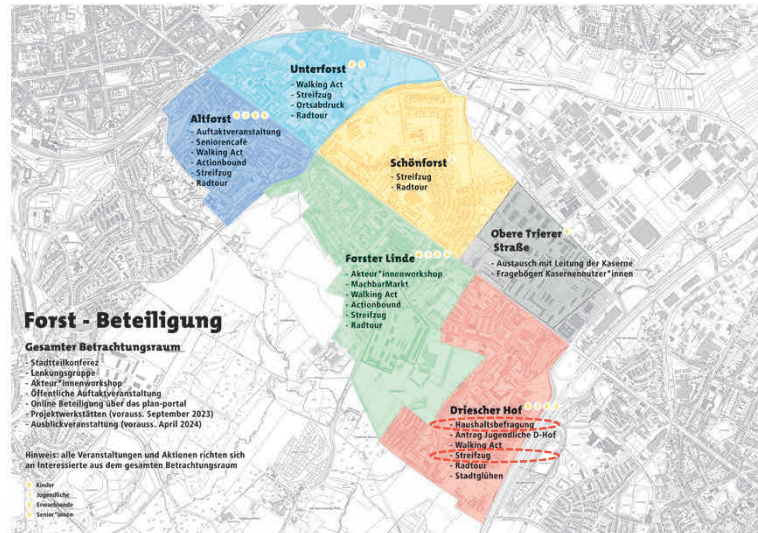 Unterforst
- Walking Act
- Streifzug
- Ortsabdruck
- Radtour
Altforst
- Auftaktveranstaltung
- Seniorencafé
- Walking Act
- Actionbound
- Streifzug
- Radtour
Schönforst
- Streifzug
- Radtour
Obere Trierer
Straße
- Austausch mit Leitung der Kaserne
- Fragebögen Kasernenoutzer*innen
Forster Linde
- Akteur*innenworkshop
- MachbarMarkt
- Walking Act
- Actionbound
- Streifzug
- Radtour
Forst - Beteiligung
Gesamter Betrachtungsraum
- Stadtteilkonferez
- Lenkungsgruppe
- Akteur*innenworkshop
- Öffentliche Auftaktveranstaltung
- Online Beteiligung über das plan-portal
- Projektwerkstätten (vorauss. September 2023)
- Ausblickveranstaltung (vorauss. April 2024)
Hinweis: alle Veranstaltungen und Aktionen richten sich
an Interessierte aus dem gesamten Betrachtungsraum
Kinder
Jugendliche
Erwachsende
Senior*innen
Driescher Hof
- Haushaltsbefragung
- Antrag Jugendliche D-Hof
- Walking Act
- Streifzug
- Radtour
- Stadtglühen